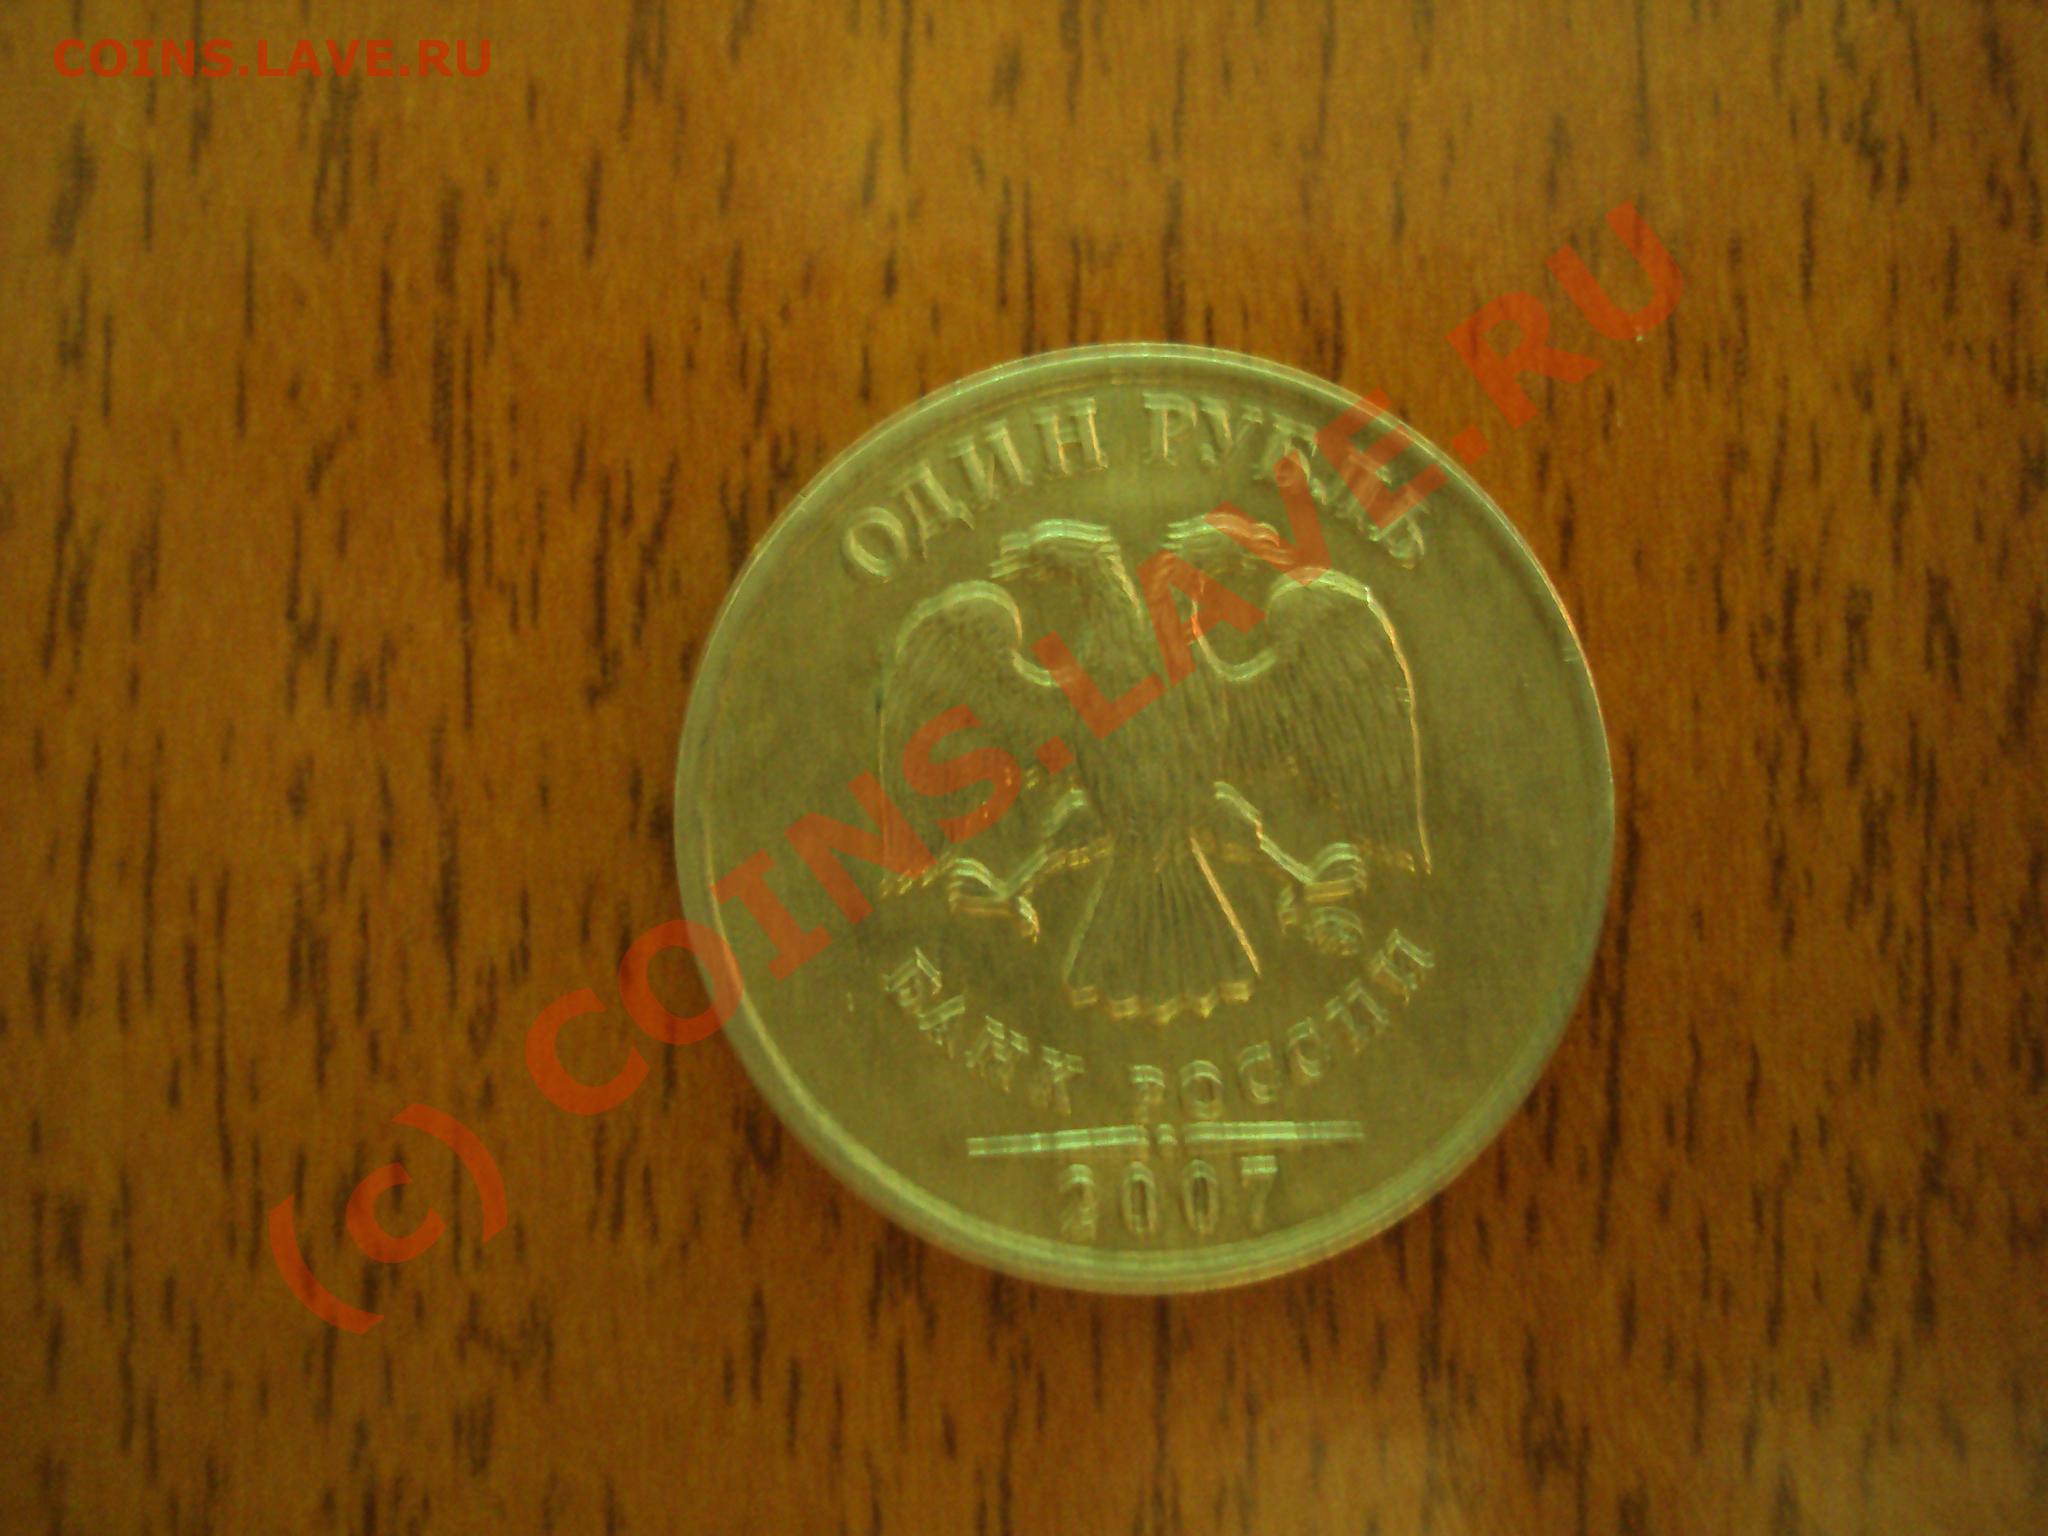 COINS.LAVE.RU
ОДИН РУБЛЬ
БАНК РОССИИ
2007
(c) COINS.LAVE.RU